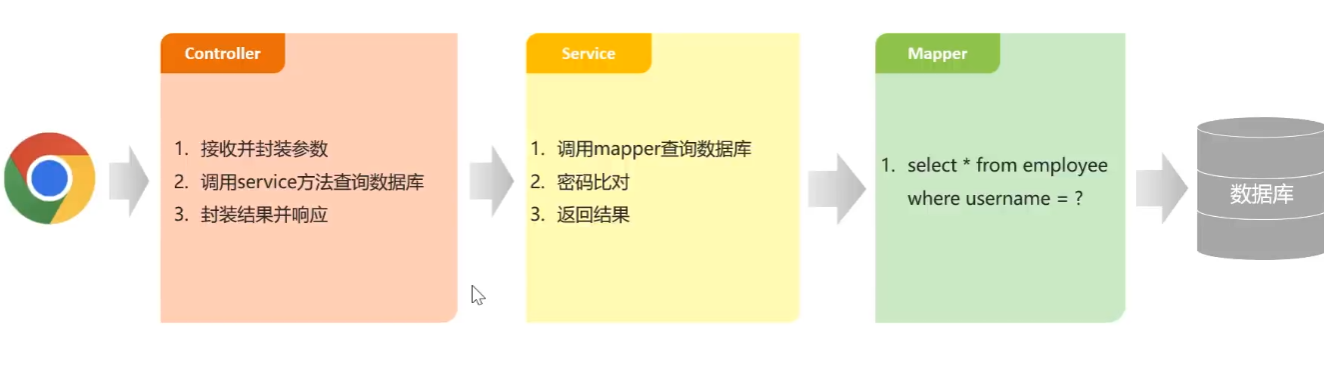 Controller
1. 接收并封装参数
2. 调用service方法查询数据库
3. 封装结果并响应
Service
1. 调用mapper查询数据库
2. 密码比对
3. 返回结果
Mapper
1. select * from employee
where username = ?
数据库